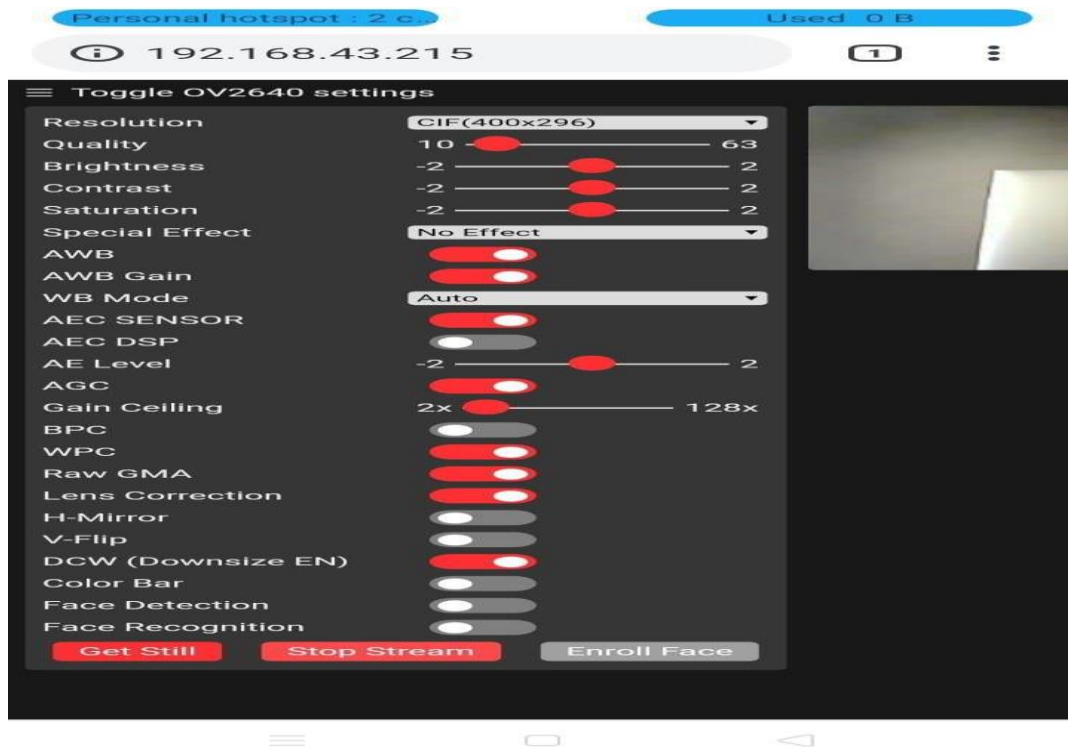 Personal hotspot : 2 c... Used 0 B
192.168.43.215 1
Toggle OV2640 settings
Resolution CIF(400x296)
Quality 10 63
Brightness -2 2
Contrast -2 2
Saturation -2 2
Special Effect No Effect
AWB
AWB Gain
WB Mode Auto
AEC SENSOR
AEC DSP
AE Level -2 2
AGC
Gain Ceiling 2x 128x
BPC
WPC
Raw GMA
Lens Correction
H-Mirror
V-Flip
DCW (Downsize EN)
Color Bar
Face Detection
Face Recognition
Get Still Stop Stream Enroll Face